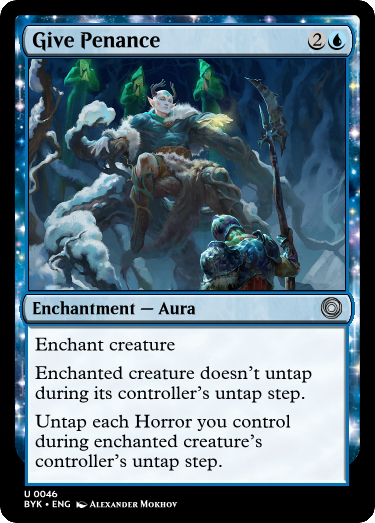 Give Penance 2
Enchantment — Aura
Enchant creature
Enchanted creature doesn't untap
during its controller's untap step.
Untap each Horror you control
during enchanted creature's
controller's untap step.
U 0046
BYK • ENG Alexander Mokhov